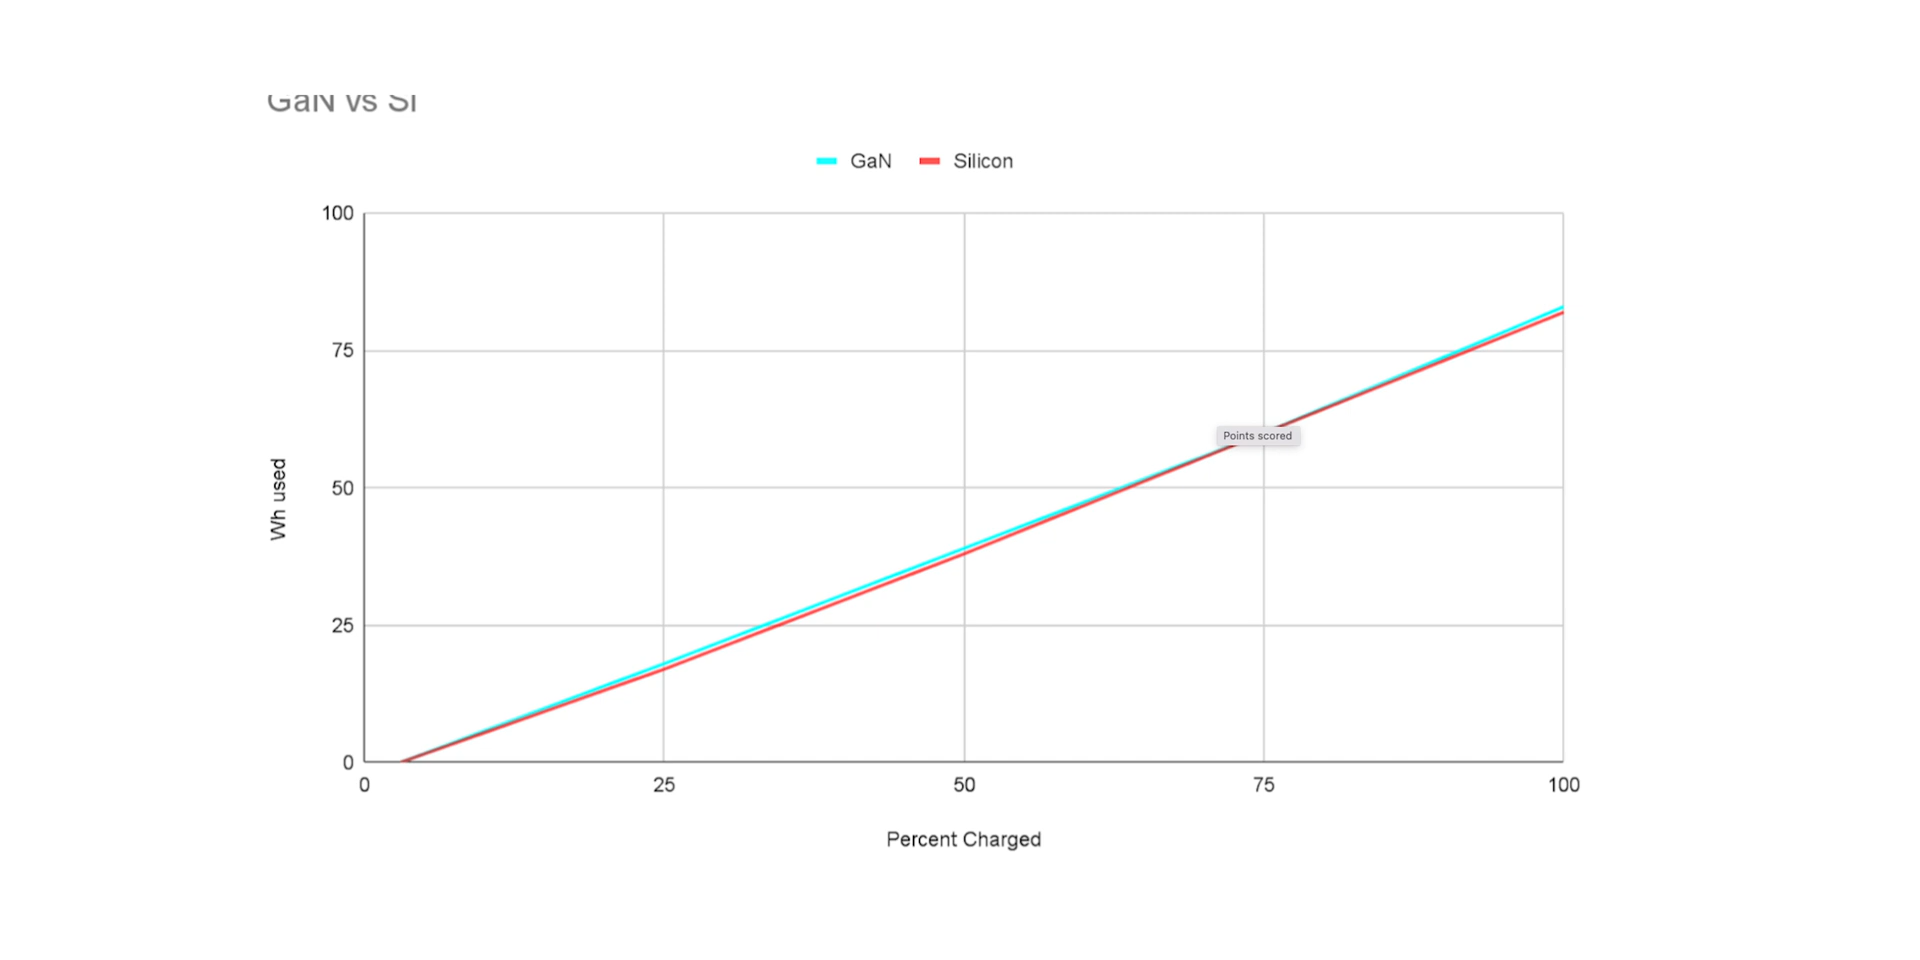 GaN vs Si
GaN Silicon
100
75
50
25
0
Wh used
Points scored
0 25 50 75 100
Percent Charged